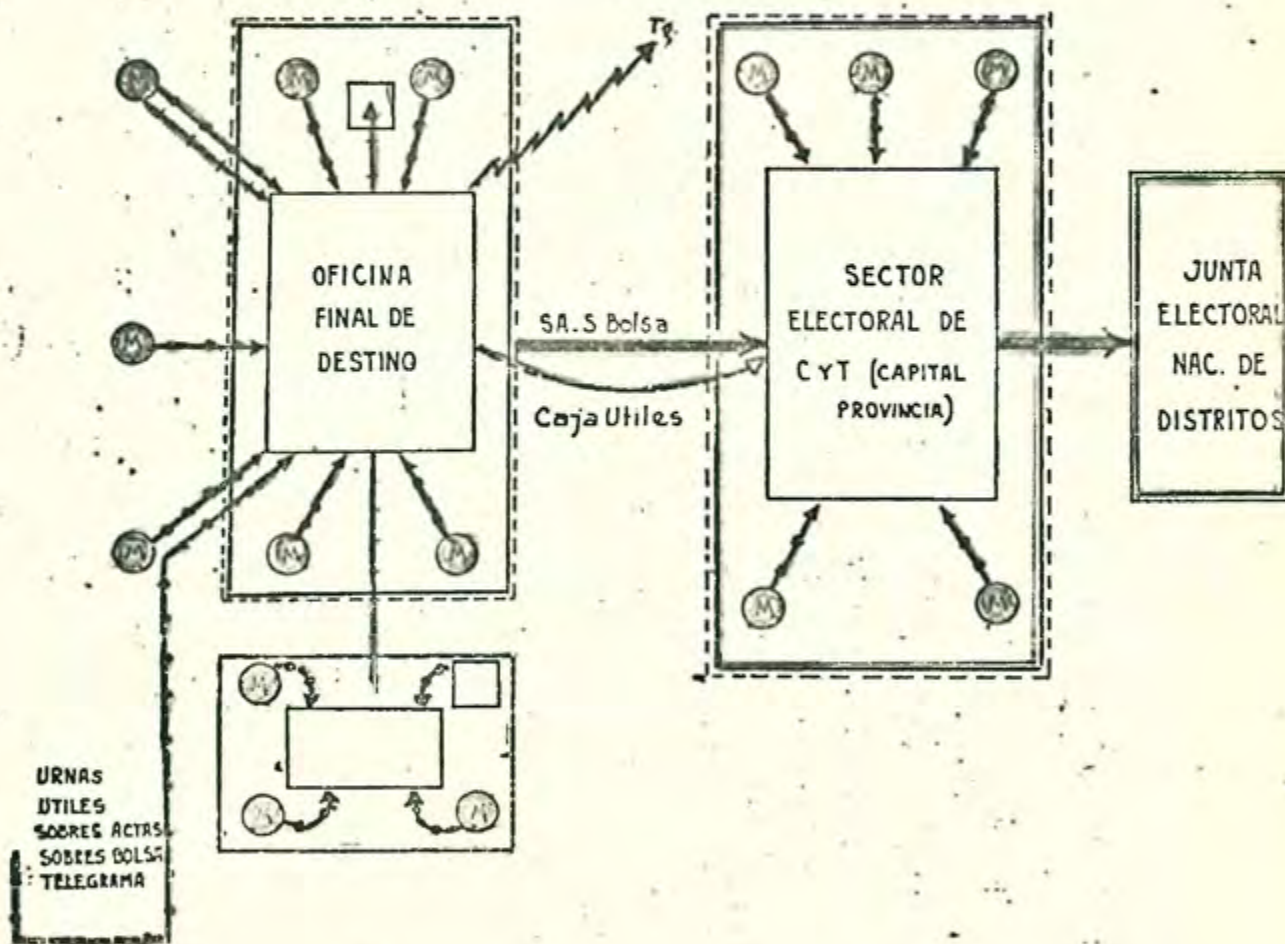 Tg.
M
M
M
M
M
M
OFICINA
FINAL DE
DESTINO
SECTOR
ELECTORAL DE
C Y T (CAPITAL
PROVINCIA)
JUNTA
ELECTORAL
NAC. DE
DISTRITOS
SA.S Bolsa
Caja Utiles
M
M
M
M
M
M
M
M
M
URNAS
UTILES
SOBRES ACTAS
SOBRES BOLSA
TELEGRAMA